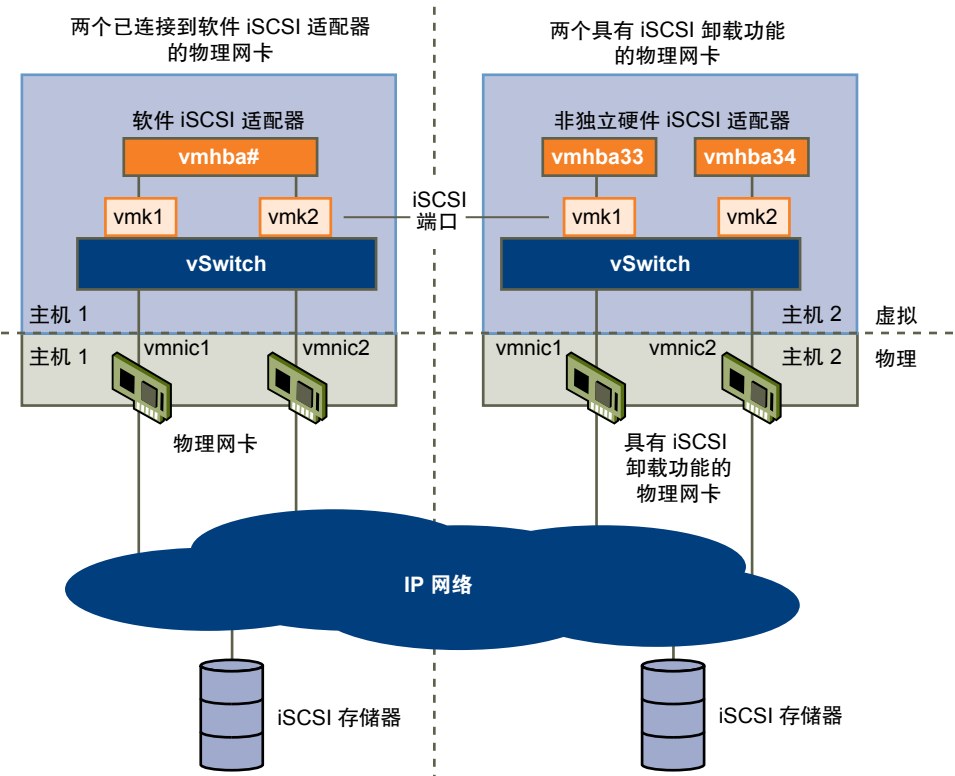 两个已连接到软件 iSCSI 适配器
的物理网卡
两个具有 iSCSI 卸载功能
的物理网卡
软件 iSCSI 适配器
非独立硬件 iSCSI 适配器
vmhba#
vmhba33
vmhba34
vmk1
vmk2
iSCSI
端口
vmk1
vmk2
vSwitch
vSwitch
主机 1
主机 2
虚拟
主机 1
vmnic1
vmnic2
vmnic1
vmnic2
主机 2
物理
物理网卡
具有 iSCSI
卸载功能的
物理网卡
IP 网络
iSCSI 存储器
iSCSI 存储器